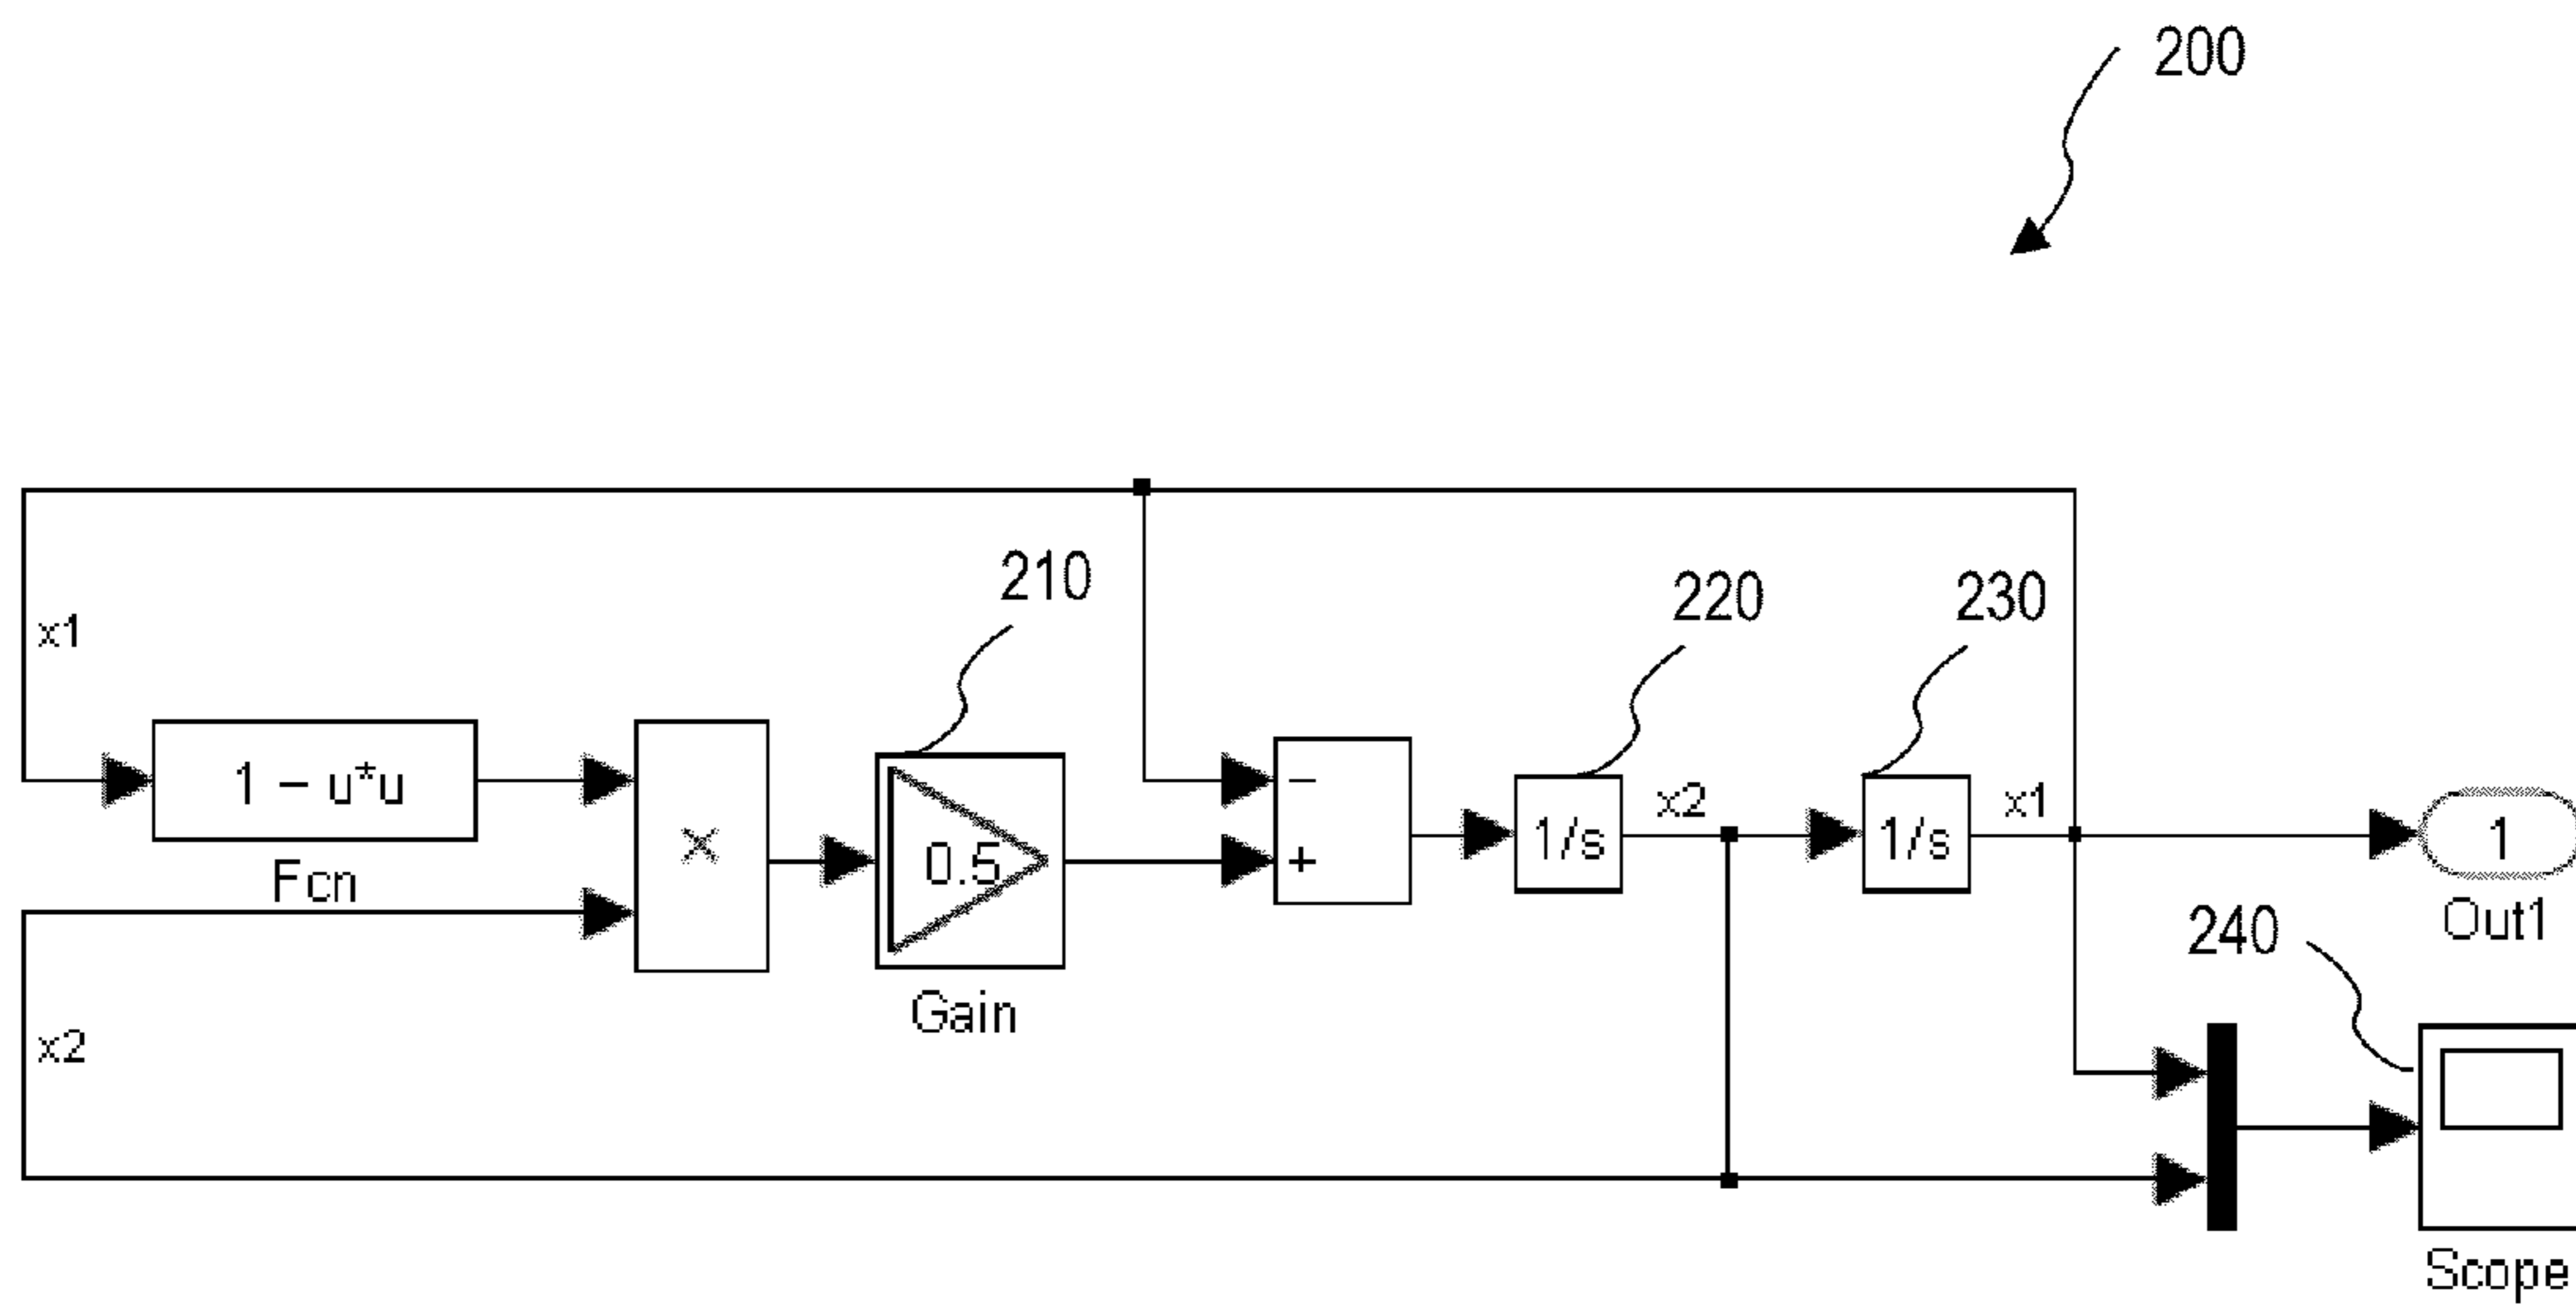 200
210
220
230
x1
1 – u*u
Fcn
×
0.5
Gain
–
+
1/s
x2
1/s
x1
1
Out1
240
x2
Scope